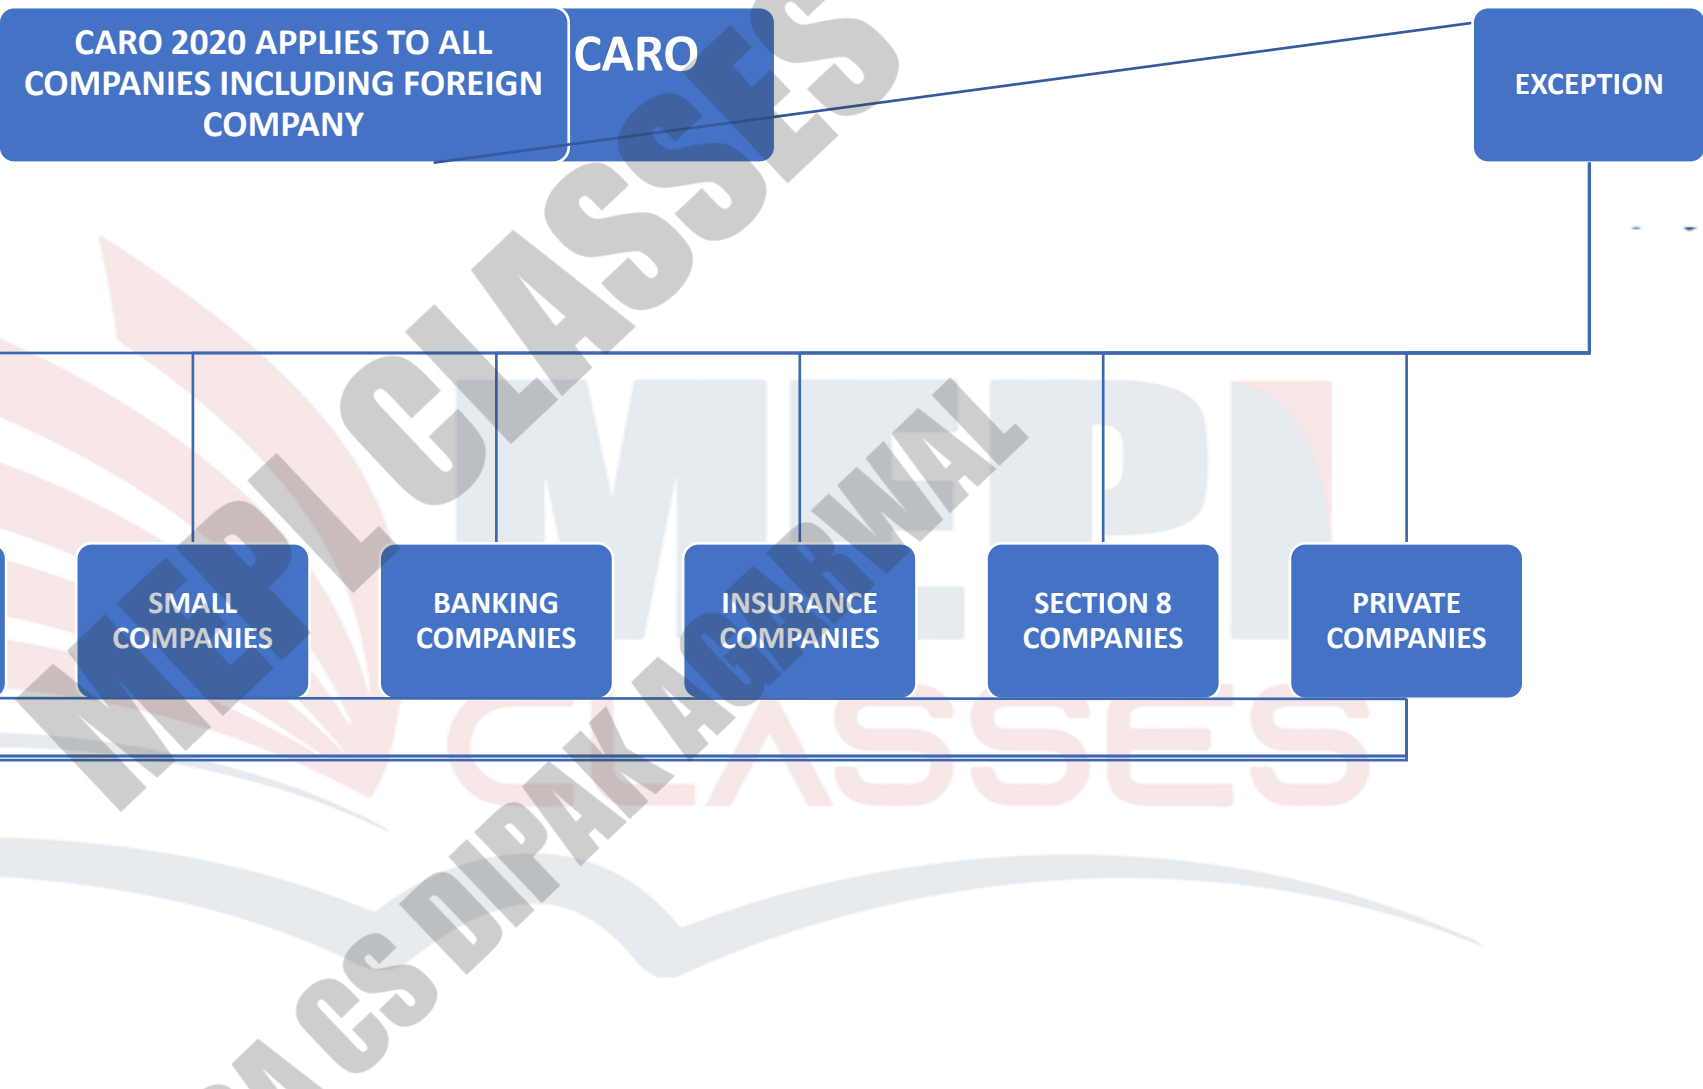 CARO 2020 APPLIES TO ALL
COMPANIES INCLUDING FOREIGN
COMPANY
CARO
EXCEPTION
SMALL
COMPANIES
BANKING
COMPANIES
INSURANCE
COMPANIES
SECTION 8
COMPANIES
PRIVATE
COMPANIES
MEPL CLASSES
CA CS DIPAK AGARWAL
MEPL
CLASSES